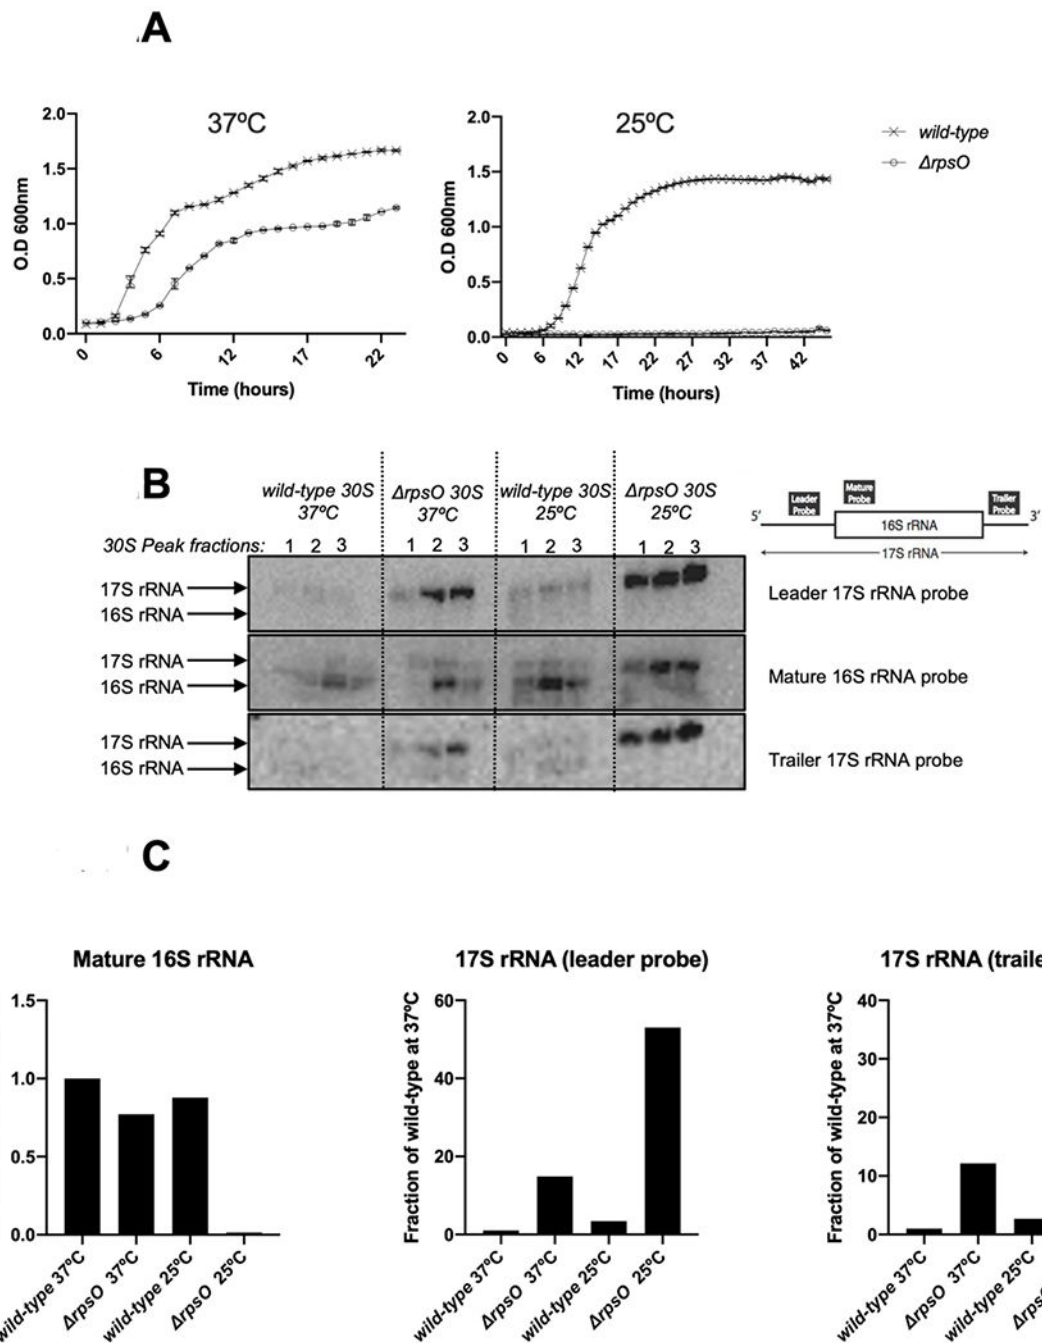 A
37ºC
25ºC
wild-type
ΔrpsO
2.0
1.5
1.0
0.5
0.0
O.D 600nm
0
6
12
17
22
Time (hours)
2.0
1.5
1.0
0.5
0.0
O.D 600nm
0
6
12
17
22
27
32
37
42
Time (hours)
B
wild-type 30S
37ºC
ΔrpsO 30S
37ºC
wild-type 30S
25ºC
ΔrpsO 30S
25ºC
30S Peak fractions: 1 2 3 1 2 3 1 2 3 1 2 3
17S rRNA
16S rRNA
17S rRNA
16S rRNA
17S rRNA
16S rRNA
Leader
Probe
Mature
Probe
Trailer
Probe
5'
16S rRNA
3'
17S rRNA
Leader 17S rRNA probe
Mature 16S rRNA probe
Trailer 17S rRNA probe
C
Mature 16S rRNA
1.5
1.0
0.5
0.0
wild-type 37ºC
ΔrpsO 37ºC
wild-type 25ºC
ΔrpsO 25ºC
17S rRNA (leader probe)
Fraction of wild-type at 37ºC
60
40
20
0
wild-type 37ºC
ΔrpsO 37ºC
wild-type 25ºC
ΔrpsO 25ºC
17S rRNA (traile
Fraction of wild-type at 37ºC
40
30
20
10
0
wild-type 37ºC
ΔrpsO 37ºC
wild-type 25ºC
Δrps